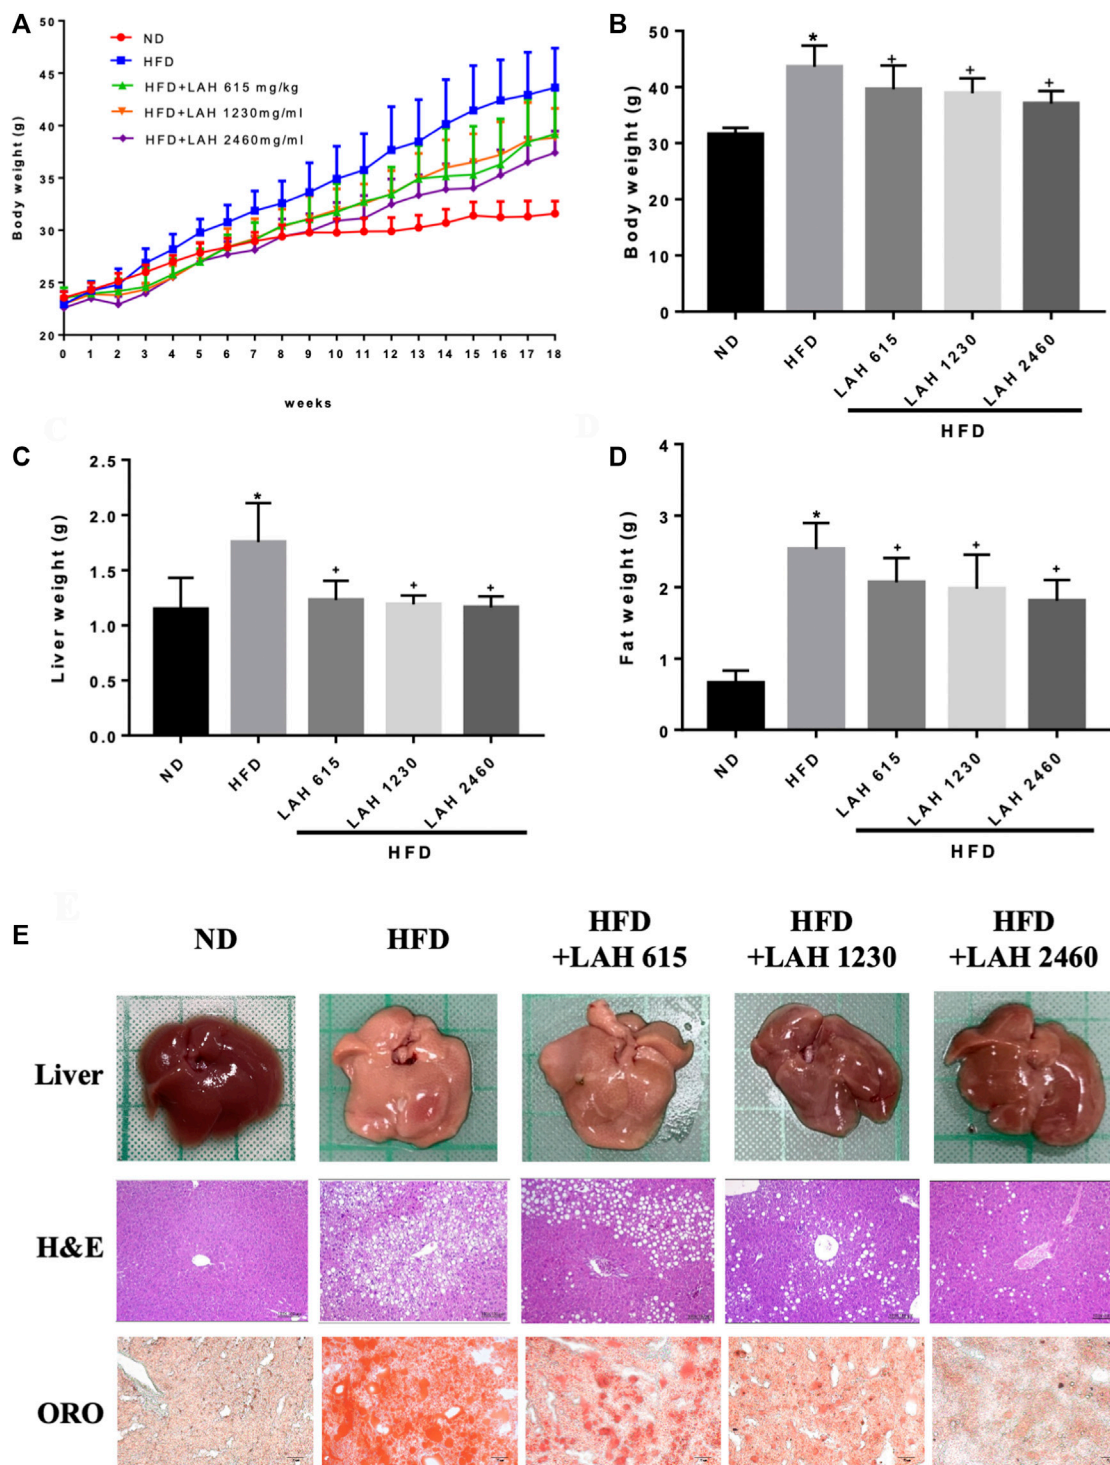 A
50
45
40
35
30
25
20
Body weight (g)
ND
HFD
HFD+LAH 615 mg/kg
HFD+LAH 1230mg/ml
HFD+LAH 2460mg/ml
0 1 2 3 4 5 6 7 8 9 10 11 12 13 14 15 16 17 18
weeks
B
50
40
30
20
10
0
Body weight (g)
*
+
+
+
ND
HFD
LAH 615
LAH 1230
LAH 2460
HFD
C
D
C
2.5
2.0
1.5
1.0
0.5
0.0
Liver weight (g)
*
+
+
+
ND
HFD
LAH 615
LAH 1230
LAH 2460
HFD
D
4
3
2
1
0
Fat weight (g)
*
+
+
+
ND
HFD
LAH 615
LAH 1230
LAH 2460
HFD
E
E
ND
HFD
HFD
+LAH 615
HFD
+LAH 1230
HFD
+LAH 2460
Liver
H&E
ORO